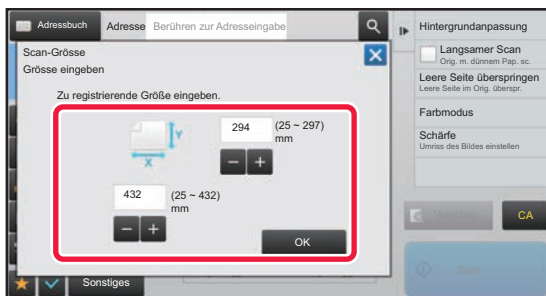 Adressbuch
Adresse
Berühren zur Adresseingabe
Scan-Grösse
Grösse eingeben
Zu registrierende Größe eingeben.
Y
X
294
(25 ~ 297)
mm
432
(25 ~ 432)
mm
OK
Sonstiges
Hintergrundanpassung
Langsamer Scan
Orig. m. dünnem Pap. sc.
Leere Seite überspringen
Leere Seite im Orig. überspr.
Farbmodus
Schärfe
Umriss des Bildes einstellen
Vorschau
CA
Start